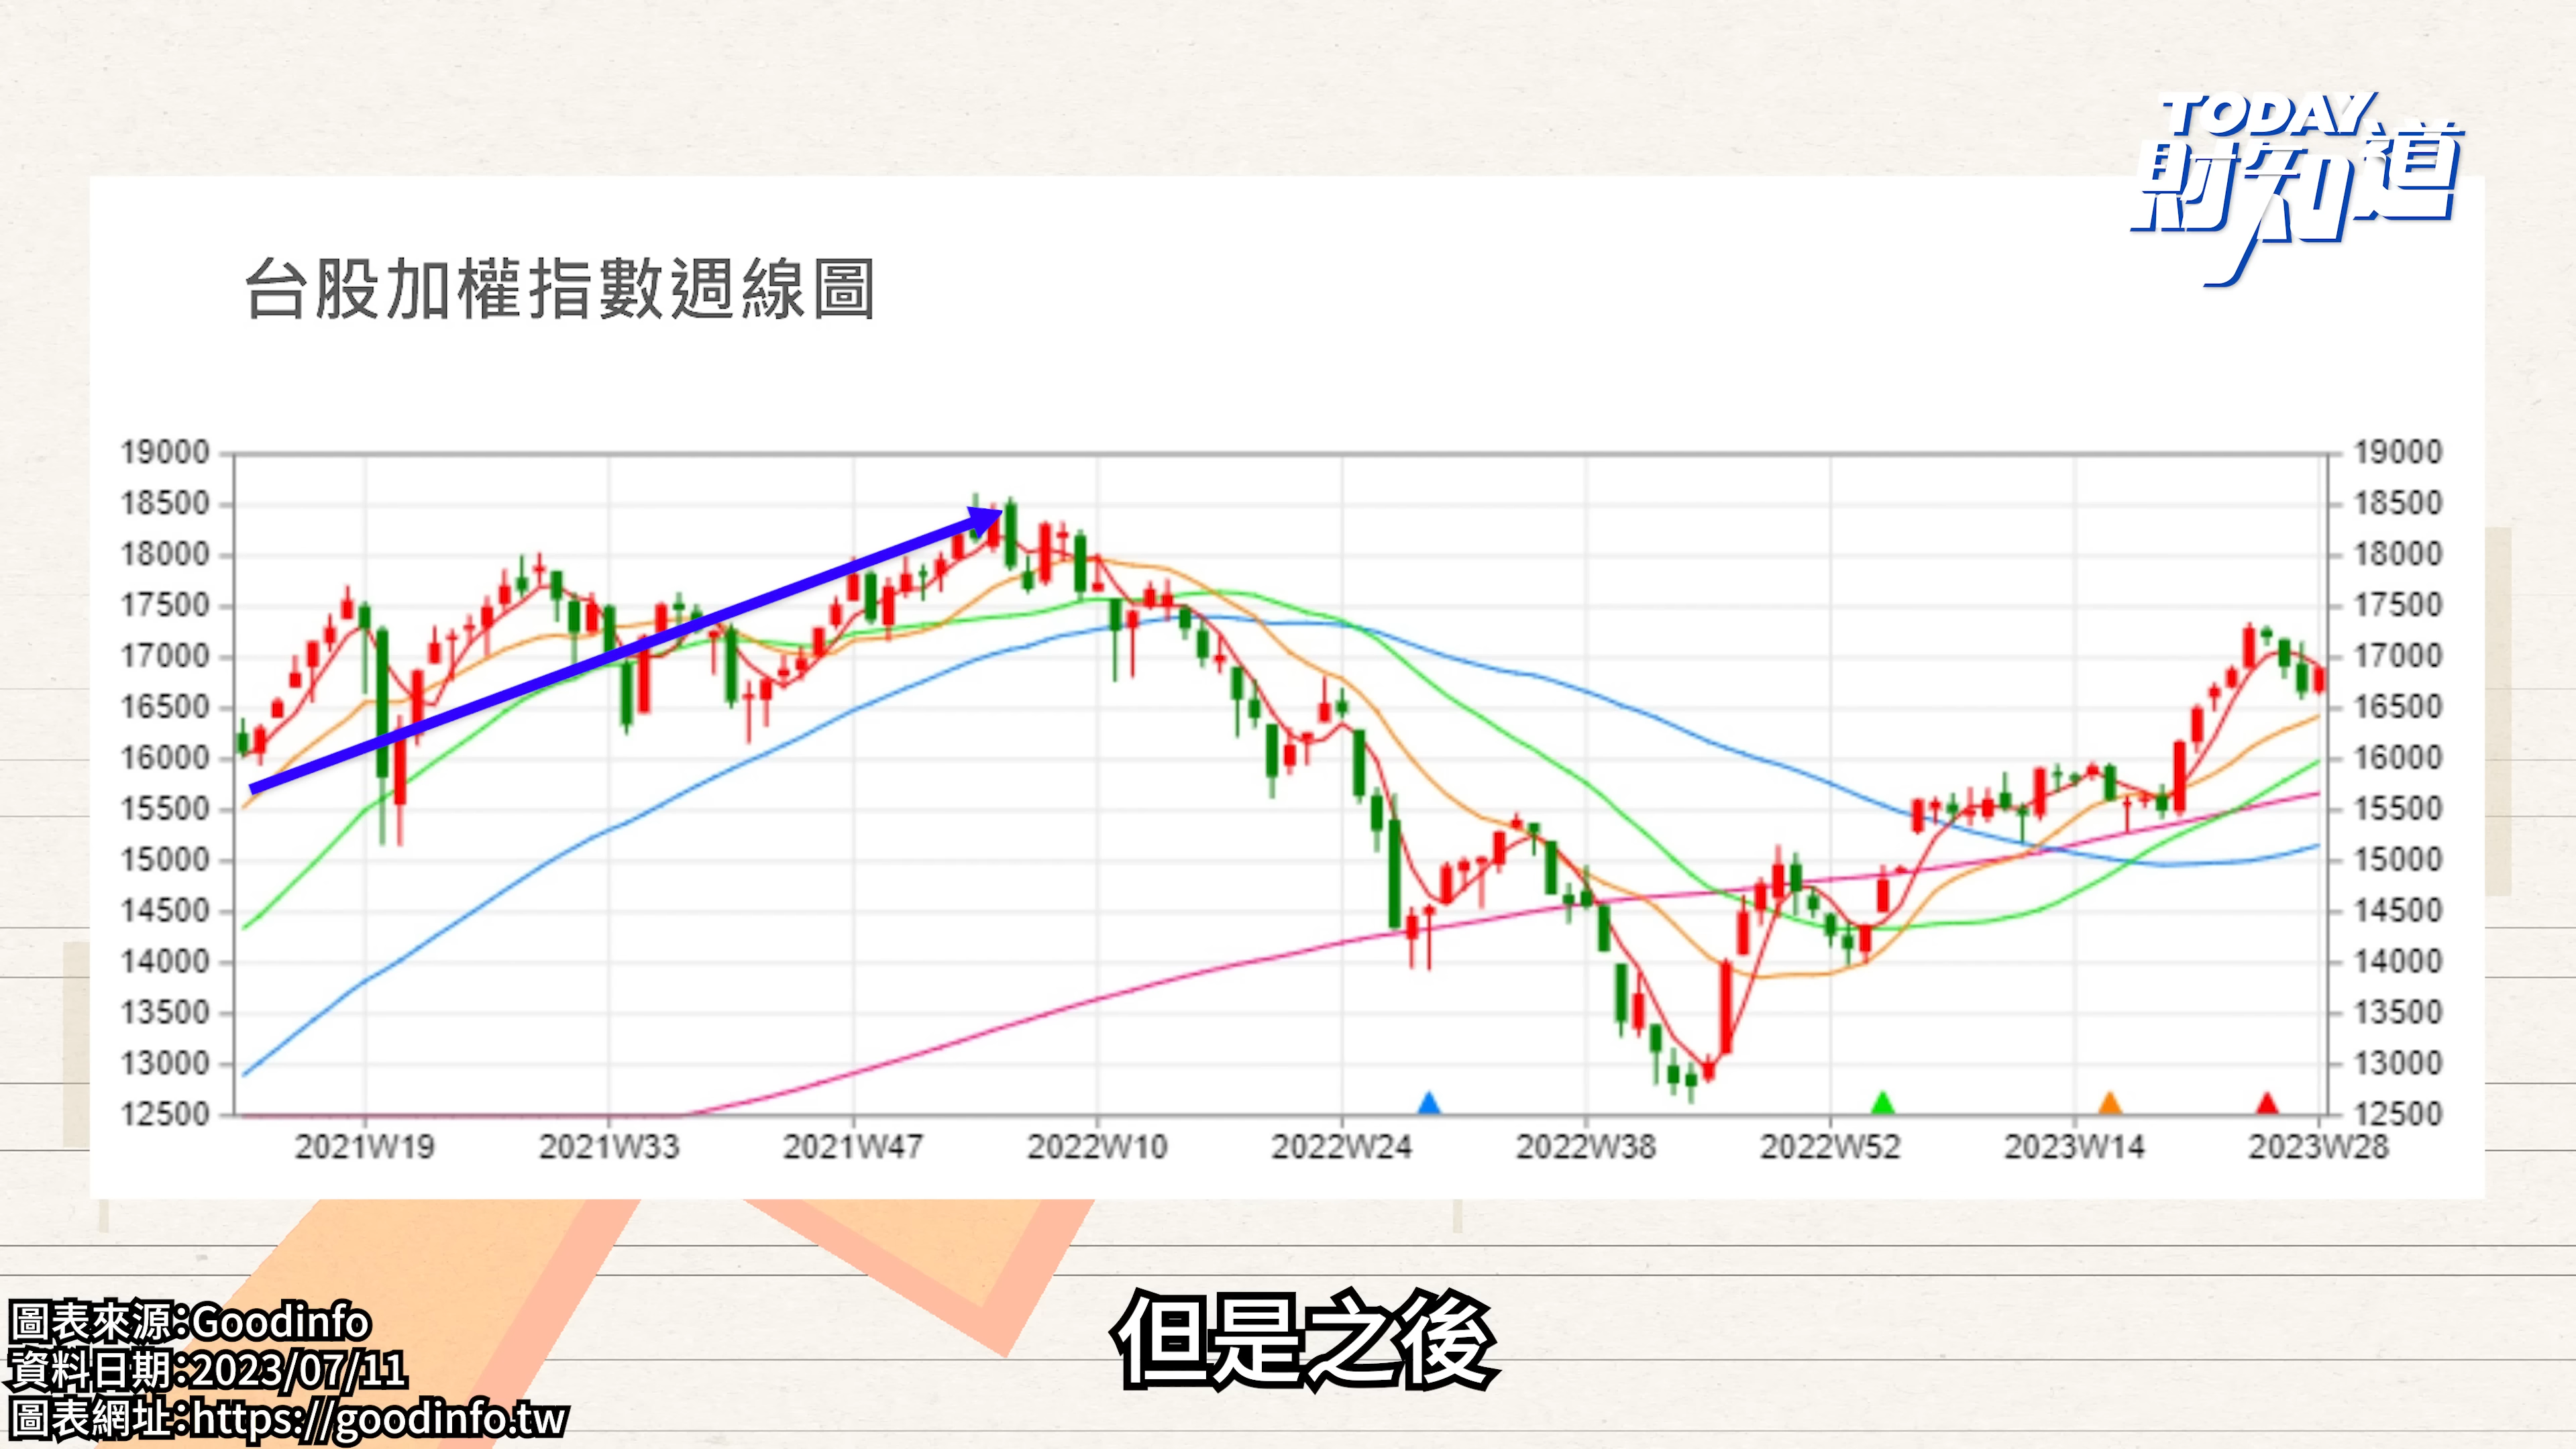 TODAY
財知道
台股加權指數週線圖
19000 19000
18500 18500
18000 18000
17500 17500
17000 17000
16500 16500
16000 16000
15500 15500
15000 15000
14500 14500
14000 14000
13500 13500
13000 13000
12500 12500
2021W19 2021W33 2021W47 2022W10 2022W24 2022W38 2022W52 2023W14 2023W28
但是之後
圖表來源:Goodinfo
資料日期:2023/07/11
圖表網址:https://goodinfo.tw